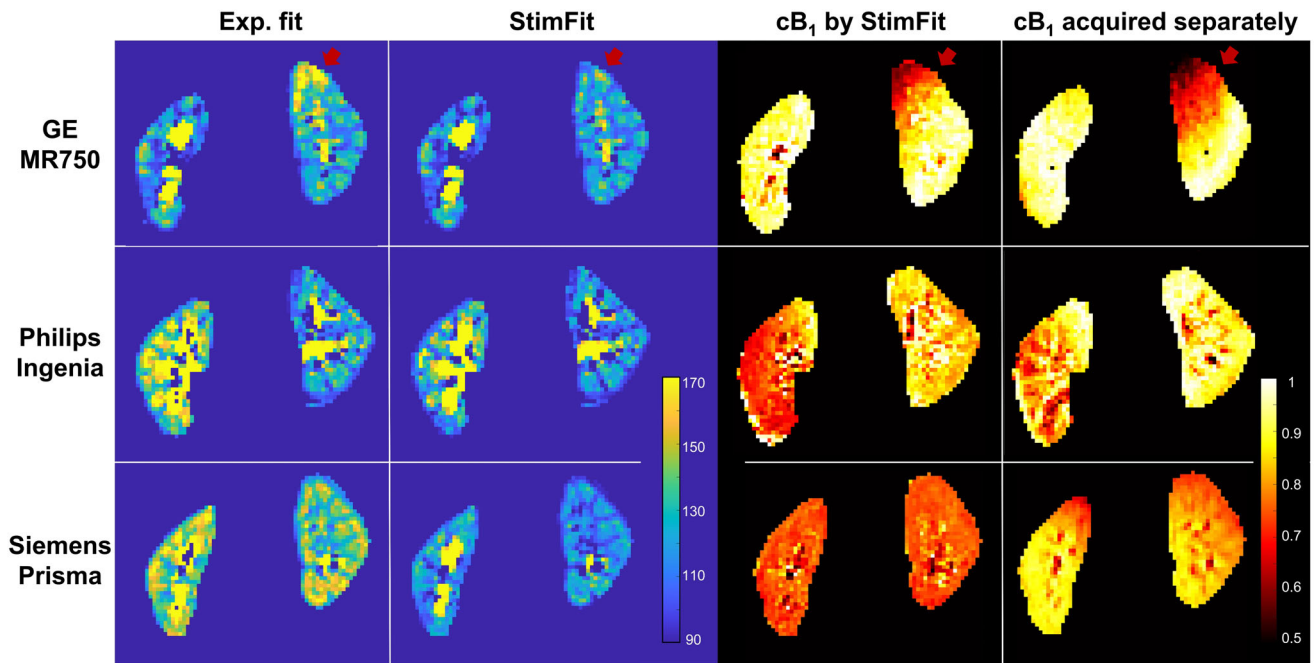 Exp. fit StimFit cB₁ by StimFit cB₁ acquired separately
GE
MR750
Philips
Ingenia
170
150
130
110
90
1
0.9
0.8
0.7
0.6
0.5
Siemens
Prisma